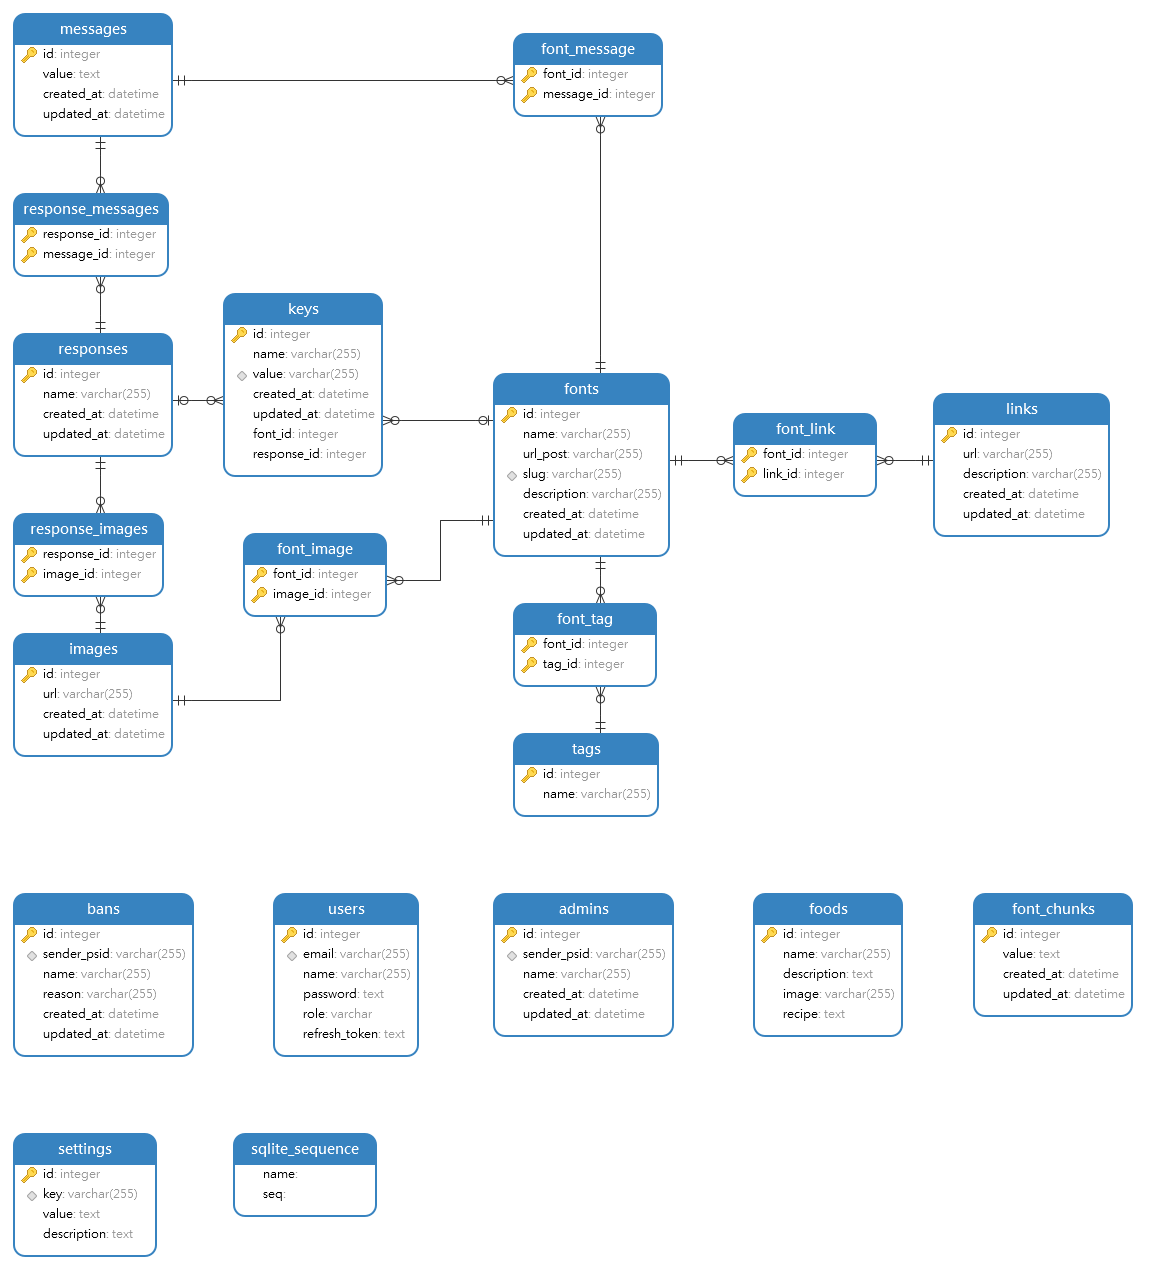 messages
id: integer
value: text
created_at: datetime
updated_at: datetime
font_message
font_id: integer
message_id: integer
response_messages
response_id: integer
message_id: integer
keys
id: integer
name: varchar(255)
value: varchar(255)
created_at: datetime
updated_at: datetime
font_id: integer
response_id: integer
responses
id: integer
name: varchar(255)
created_at: datetime
updated_at: datetime
fonts
id: integer
name: varchar(255)
url_post: varchar(255)
slug: varchar(255)
description: varchar(255)
created_at: datetime
updated_at: datetime
font_link
font_id: integer
link_id: integer
links
id: integer
url: varchar(255)
description: varchar(255)
created_at: datetime
updated_at: datetime
response_images
response_id: integer
image_id: integer
font_image
font_id: integer
image_id: integer
font_tag
font_id: integer
tag_id: integer
images
id: integer
url: varchar(255)
created_at: datetime
updated_at: datetime
tags
id: integer
name: varchar(255)
bans
id: integer
sender_psid: varchar(255)
name: varchar(255)
reason: varchar(255)
created_at: datetime
updated_at: datetime
users
id: integer
email: varchar(255)
name: varchar(255)
password: text
role: varchar
refresh_token: text
admins
id: integer
sender_psid: varchar(255)
name: varchar(255)
created_at: datetime
updated_at: datetime
foods
id: integer
name: varchar(255)
description: text
image: varchar(255)
recipe: text
font_chunks
id: integer
value: text
created_at: datetime
updated_at: datetime
settings
id: integer
key: varchar(255)
value: text
description: text
sqlite_sequence
name:
seq: